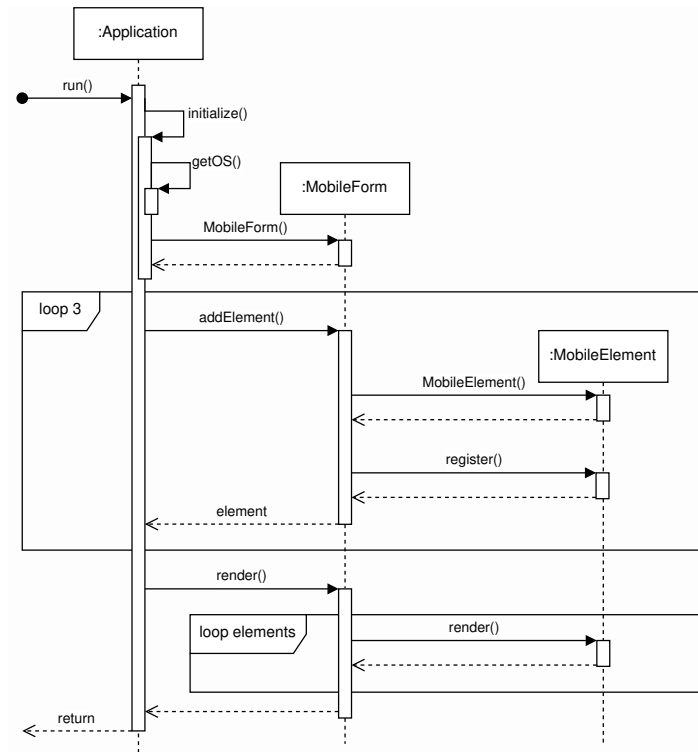 :Application
run()
initialize()
getOS()
:MobileForm
MobileForm()
loop 3
addElement()
:MobileElement
MobileElement()
register()
element
render()
loop elements
render()
return